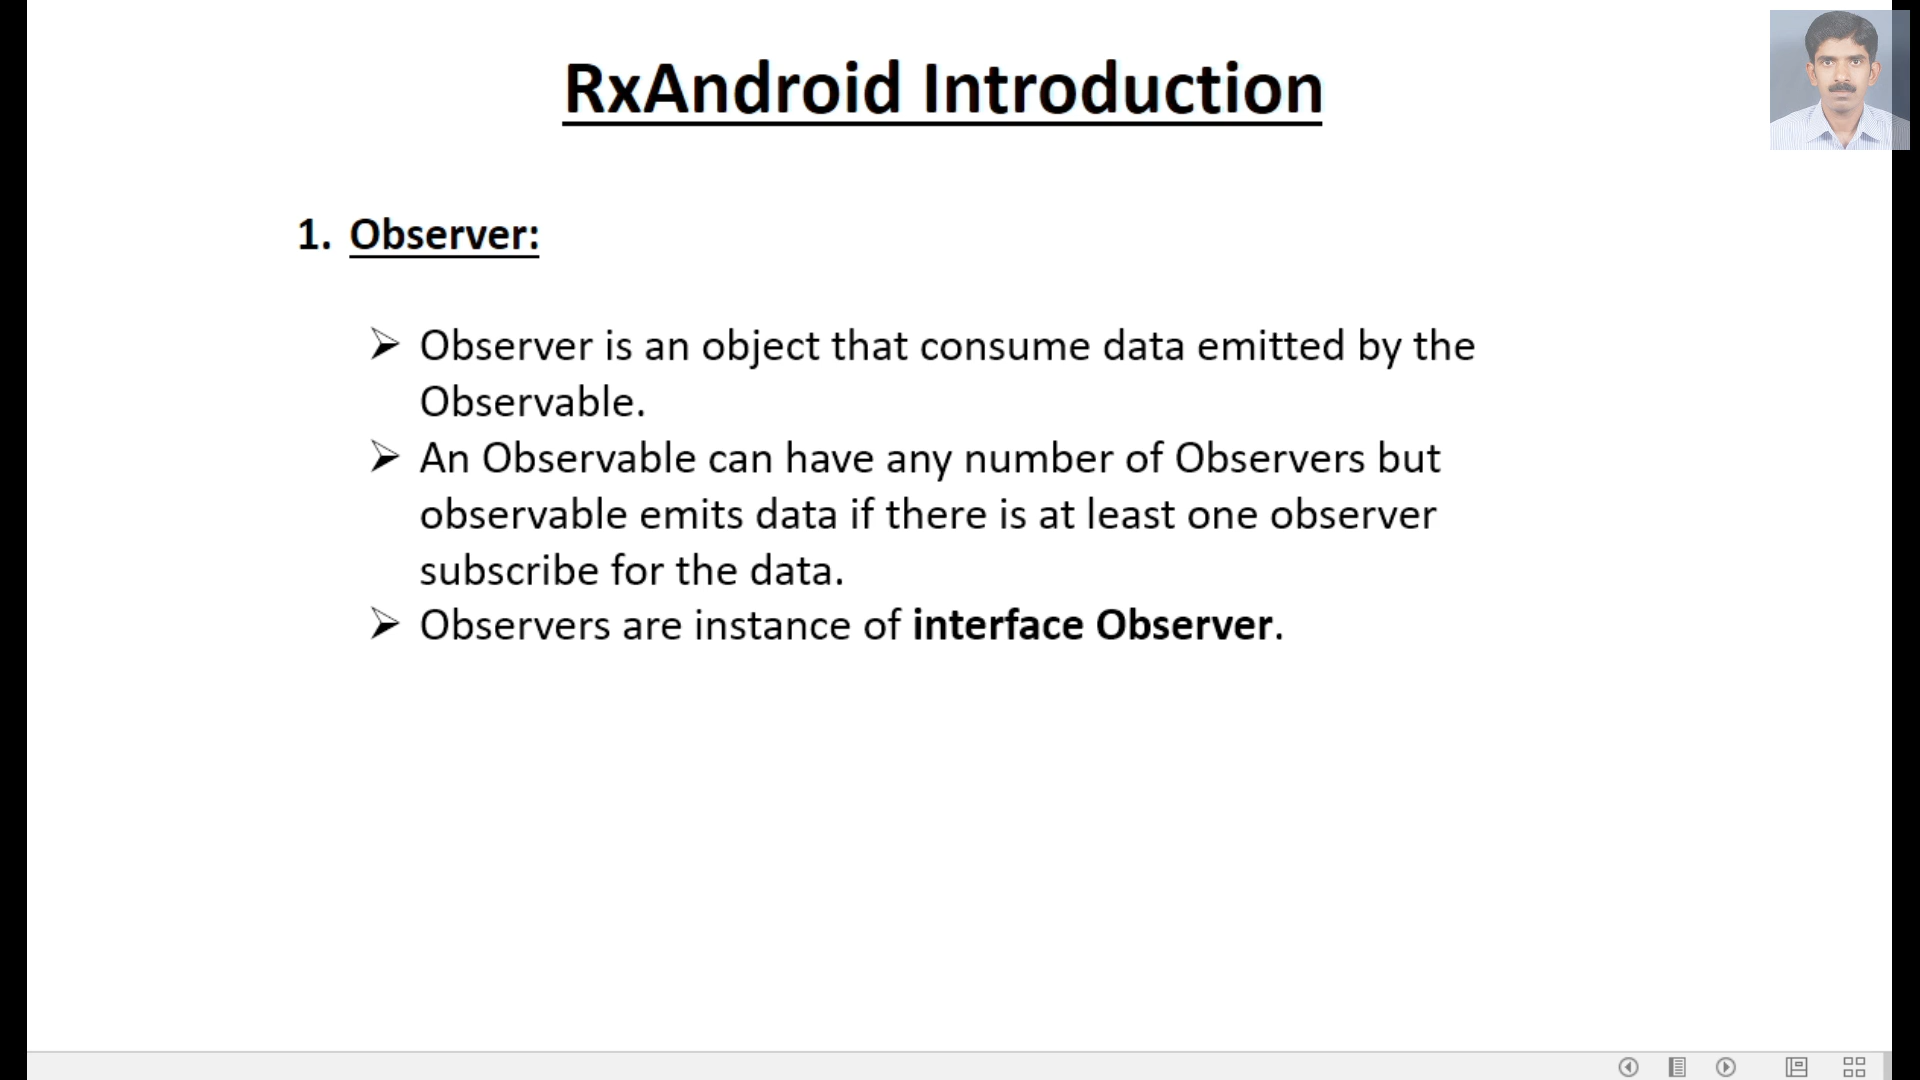 RxAndroid Introduction
1. Observer:
➢ Observer is an object that consume data emitted by the
Observable.
➢ An Observable can have any number of Observers but
observable emits data if there is at least one observer
subscribe for the data.
➢ Observers are instance of interface Observer.